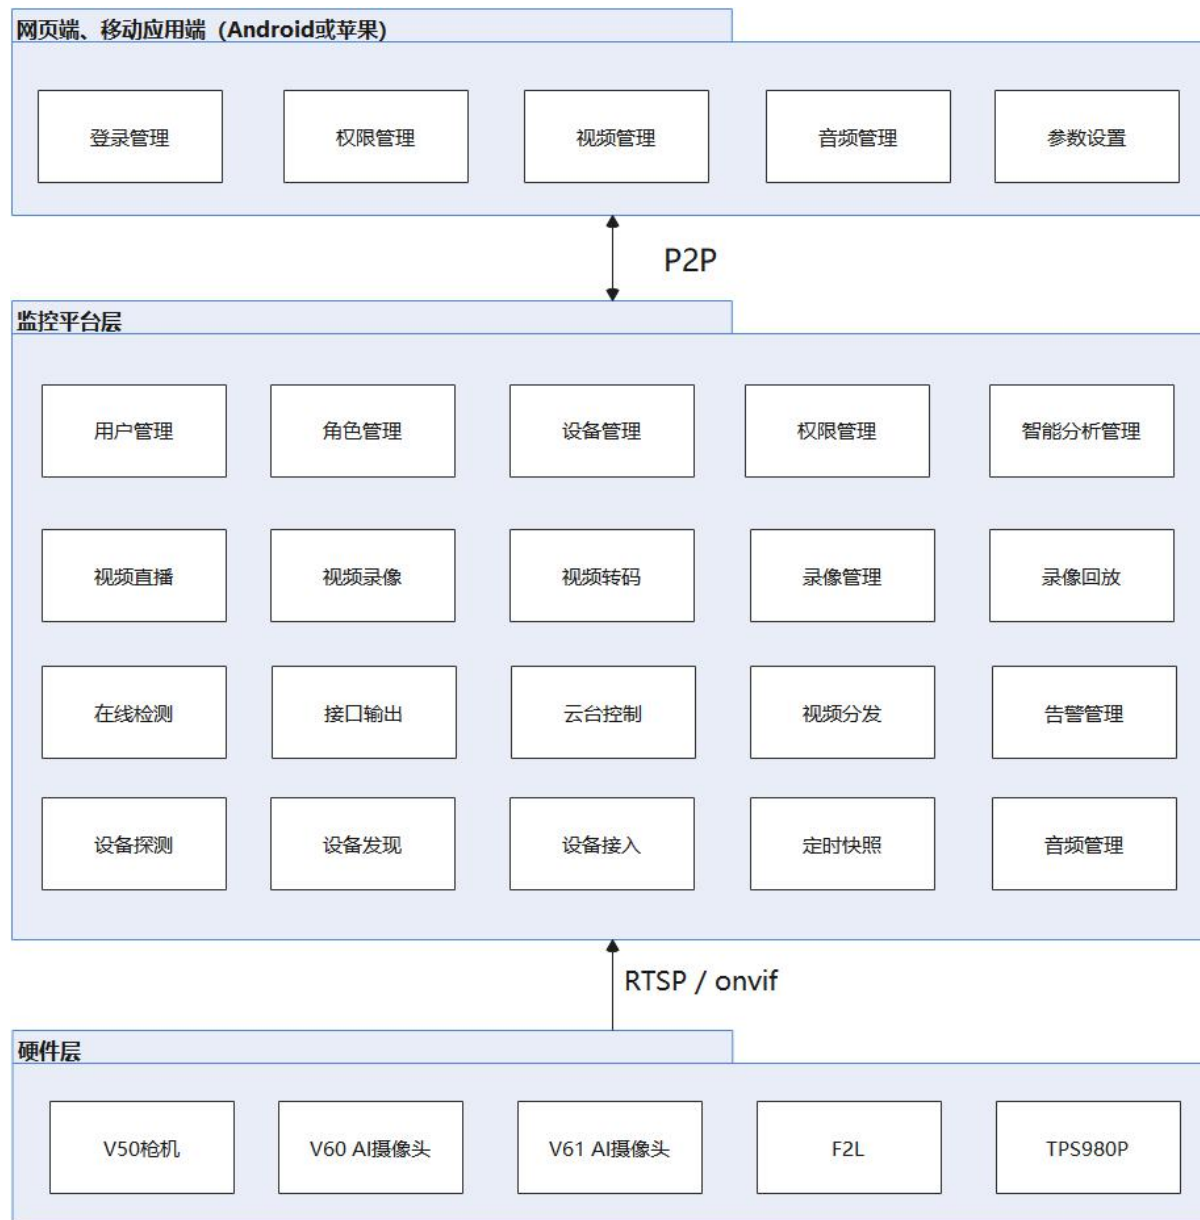 网页端、移动应用端（Android或苹果）
登录管理
权限管理
视频管理
音频管理
参数设置
P2P
监控平台层
用户管理
角色管理
设备管理
权限管理
智能分析管理
视频直播
视频录像
视频转码
录像管理
录像回放
在线检测
接口输出
云台控制
视频分发
告警管理
设备探测
设备发现
设备接入
定时快照
音频管理
RTSP / onvif
硬件层
V50枪机
V60 AI摄像头
V61 AI摄像头
F2L
TPS980P